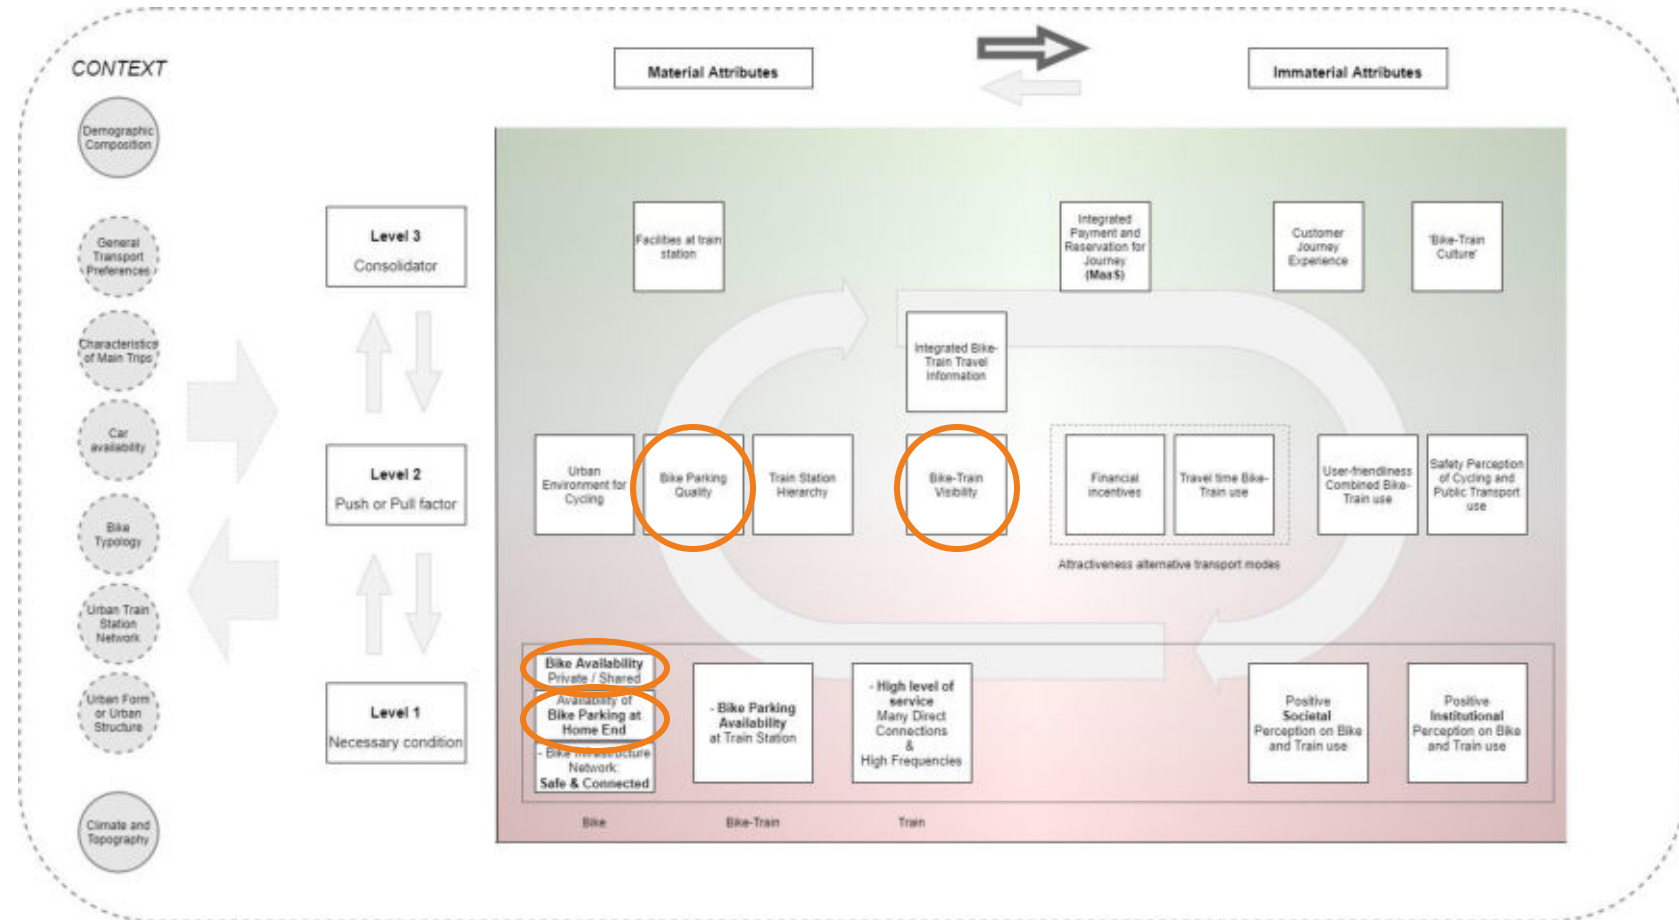 CONTEXT
Demographic
Composition
General
Transport
Preferences
Characteristics
of Main Trips
Car
availability
Bike
Typology
Urban Train
Station
Network
Urban Form
or Urban
Structure
Climate and
Topography
Material Attributes
Immaterial Attributes
Level 3
Consolidator
Level 2
Push or Pull factor
Level 1
Necessary condition
Facilities at train
station
Integrated
Payment and
Reservation for
Journey
(MaaS)
Customer
Journey
Experience
'Bike-Train
Culture'
Integrated Bike-
Train Travel
Information
Urban
Environment for
Cycling
Bike Parking
Quality
Train Station
Hierarchy
Bike-Train
Visibility
Financial
incentives
Travel time Bike-
Train use
Attractiveness alternative transport modes
User-friendliness
Combined Bike-
Train use
Safety Perception
of Cycling and
Public Transport
use
Bike Availability
Private / Shared
Availability of
Bike Parking at
Home End
- Bike Infrastructure
Network:
Safe & Connected
- Bike Parking
Availability
at Train Station
- High level of
service
Many Direct
Connections
&
High Frequencies
Positive
Societal
Perception on Bike
and Train use
Positive
Institutional
Perception on Bike
and Train use
Bike
Bike-Train
Train